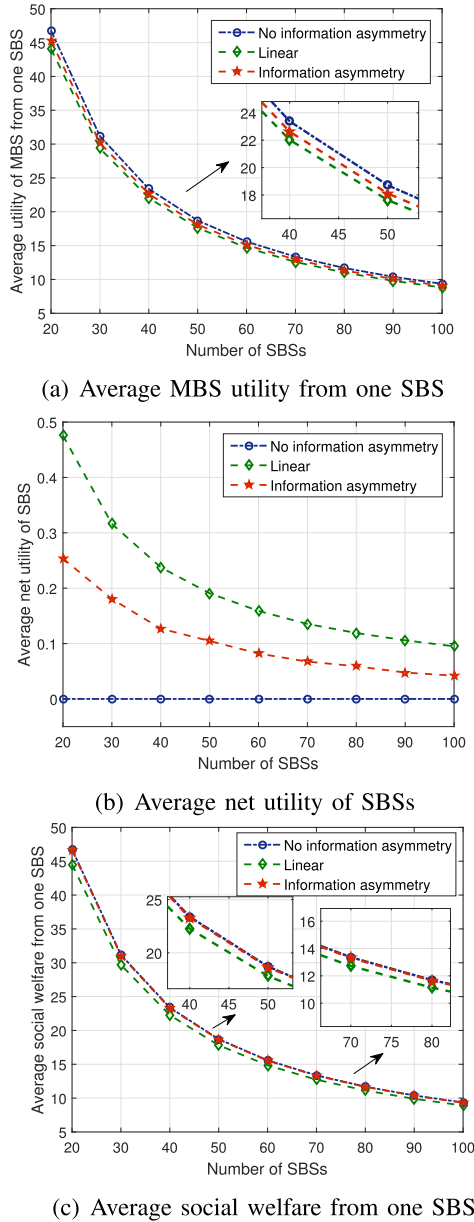 50
45
40
35
30
25
20
15
10
5
Average utility of MBS from one SBS
No information asymmetry
Linear
Information asymmetry
24
22
20
18
40 45 50
20 30 40 50 60 70 80 90 100
Number of SBSs
(a) Average MBS utility from one SBS
0.5
0.4
0.3
0.2
0.1
0
Average net utility of SBS
No information asymmetry
Linear
Information asymmetry
20 30 40 50 60 70 80 90 100
Number of SBSs
(b) Average net utility of SBSs
50
45
40
35
30
25
20
15
10
5
Average social welfare from one SBS
No information asymmetry
Linear
Information asymmetry
25
20
40 45 50
16
14
12
10
70 75 80
20 30 40 50 60 70 80 90 100
Number of SBSs
(c) Average social welfare from one SBS